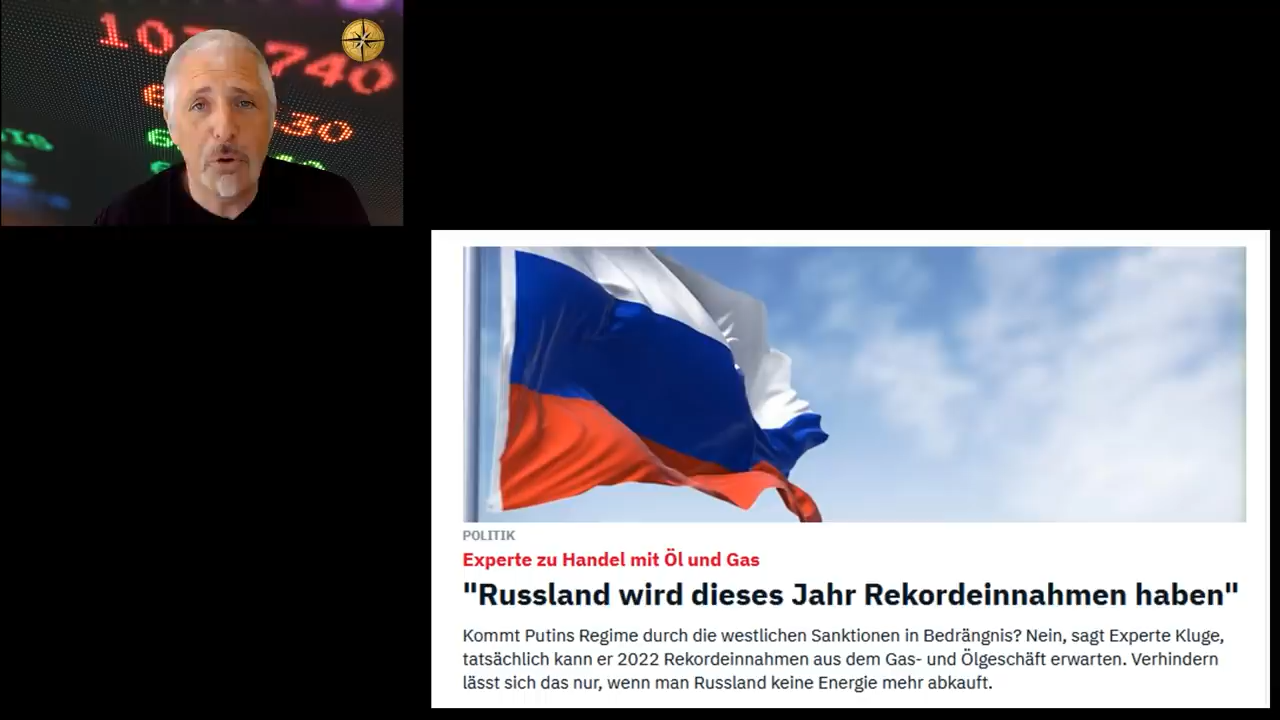 POLITIK
Experte zu Handel mit Öl und Gas
"Russland wird dieses Jahr Rekordeinnahmen haben"
Kommt Putins Regime durch die westlichen Sanktionen in Bedrängnis? Nein, sagt Experte Kluge,
tatsächlich kann er 2022 Rekordeinnahmen aus dem Gas- und Ölgeschäft erwarten. Verhindern
lässt sich das nur, wenn man Russland keine Energie mehr abkauft.